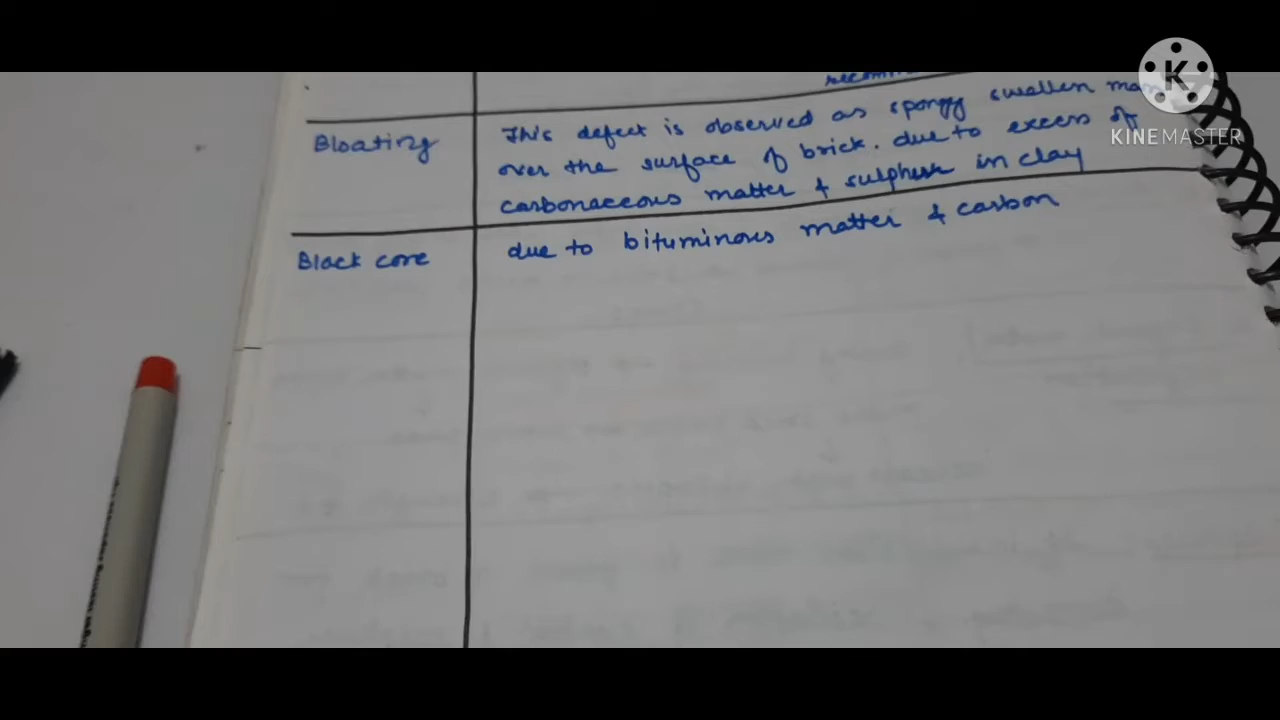 Bloating
This defect is observed as spongy swollen
over the surface of brick. due to excess of
carbonaceous matter & sulphur in clay
Black core
due to bituminous matter & carbon
KINEMASTER